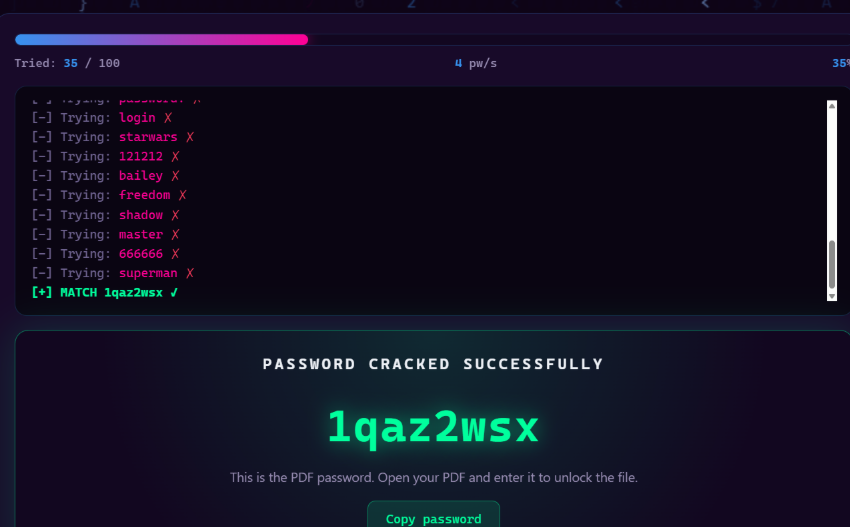 Tried: 35 / 100
4 pw/s
35%
[-] Trying: login ✗
[-] Trying: starwars ✗
[-] Trying: 121212 ✗
[-] Trying: bailey ✗
[-] Trying: freedom ✗
[-] Trying: shadow ✗
[-] Trying: master ✗
[-] Trying: 666666 ✗
[-] Trying: superman ✗
[+] MATCH 1qaz2wsx ✓
PASSWORD CRACKED SUCCESSFULLY
1qaz2wsx
This is the PDF password. Open your PDF and enter it to unlock the file.
Copy password